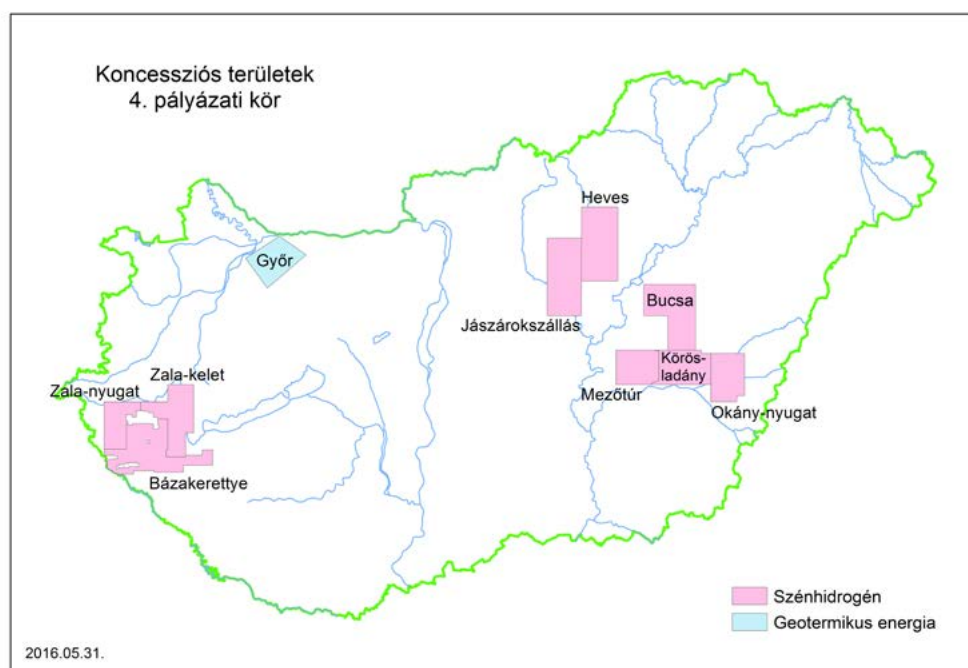 Koncessziós területek
4. pályázati kör
Heves
Győr
Bucsa
Jászárokszállás
Körös-
ladány
Zala-kelet
Zala-nyugat
Mezőtúr
Okány-nyugat
Bázakerettye
Szénhidrogén
Geotermikus energia
2016.05.31.